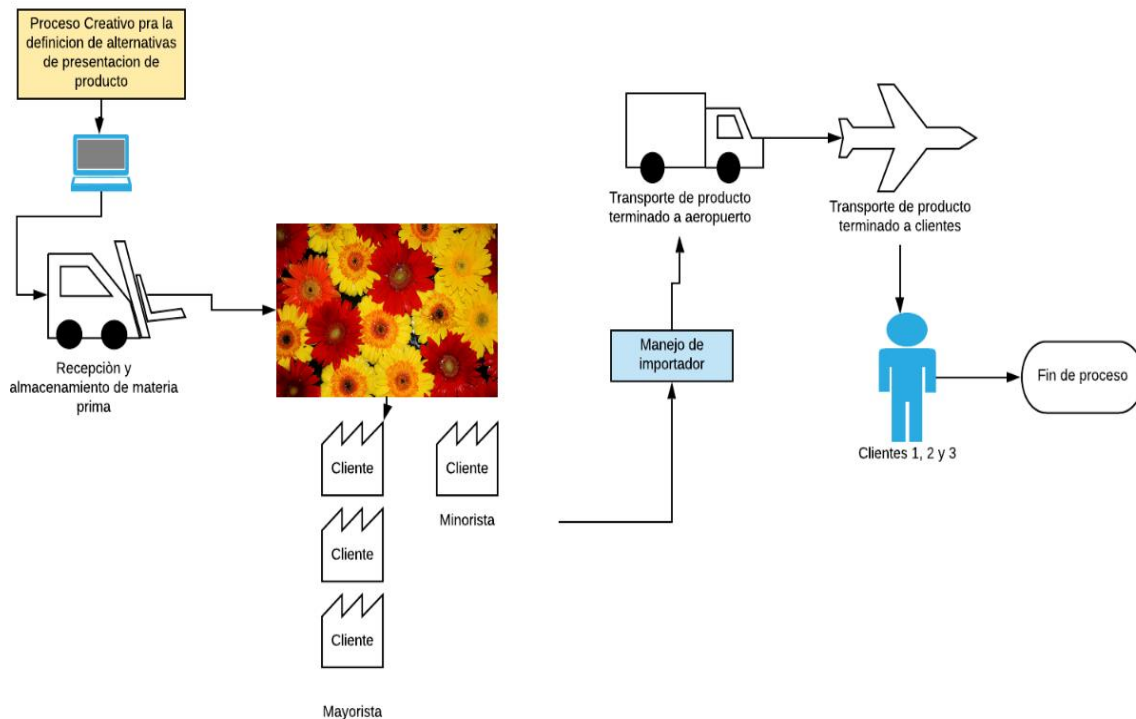 Proceso Creativo pra la
definicion de alternativas
de presentacion de
producto
Recepciòn y
almacenamiento de materia
prima
Cliente
Cliente
Minorista
Cliente
Cliente
Mayorista
Manejo de
importador
Transporte de producto
terminado a aeropuerto
Transporte de producto
terminado a clientes
Clientes 1, 2 y 3
Fin de proceso